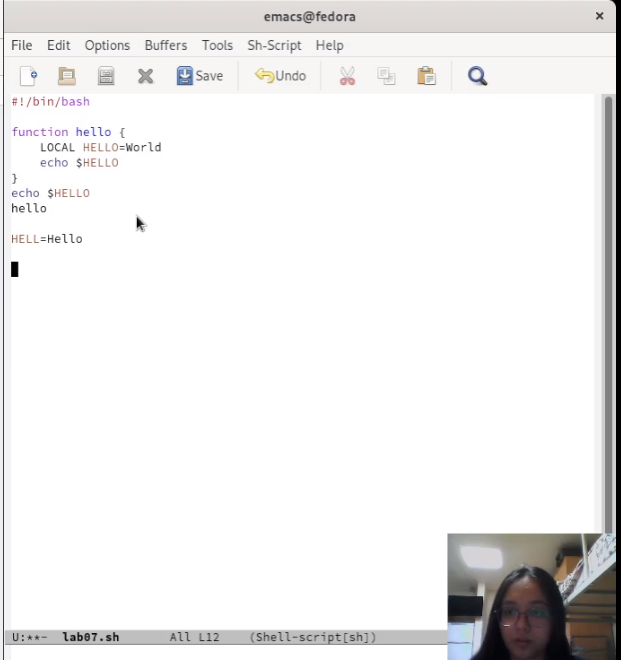 emacs@fedora ×
File Edit Options Buffers Tools Sh-Script Help
Save Undo
#!/bin/bash
function hello {
LOCAL HELLO=World
echo $HELLO
}
echo $HELLO
hello
HELL=Hello
U:**- lab07.sh All L12 (Shell-script[sh])